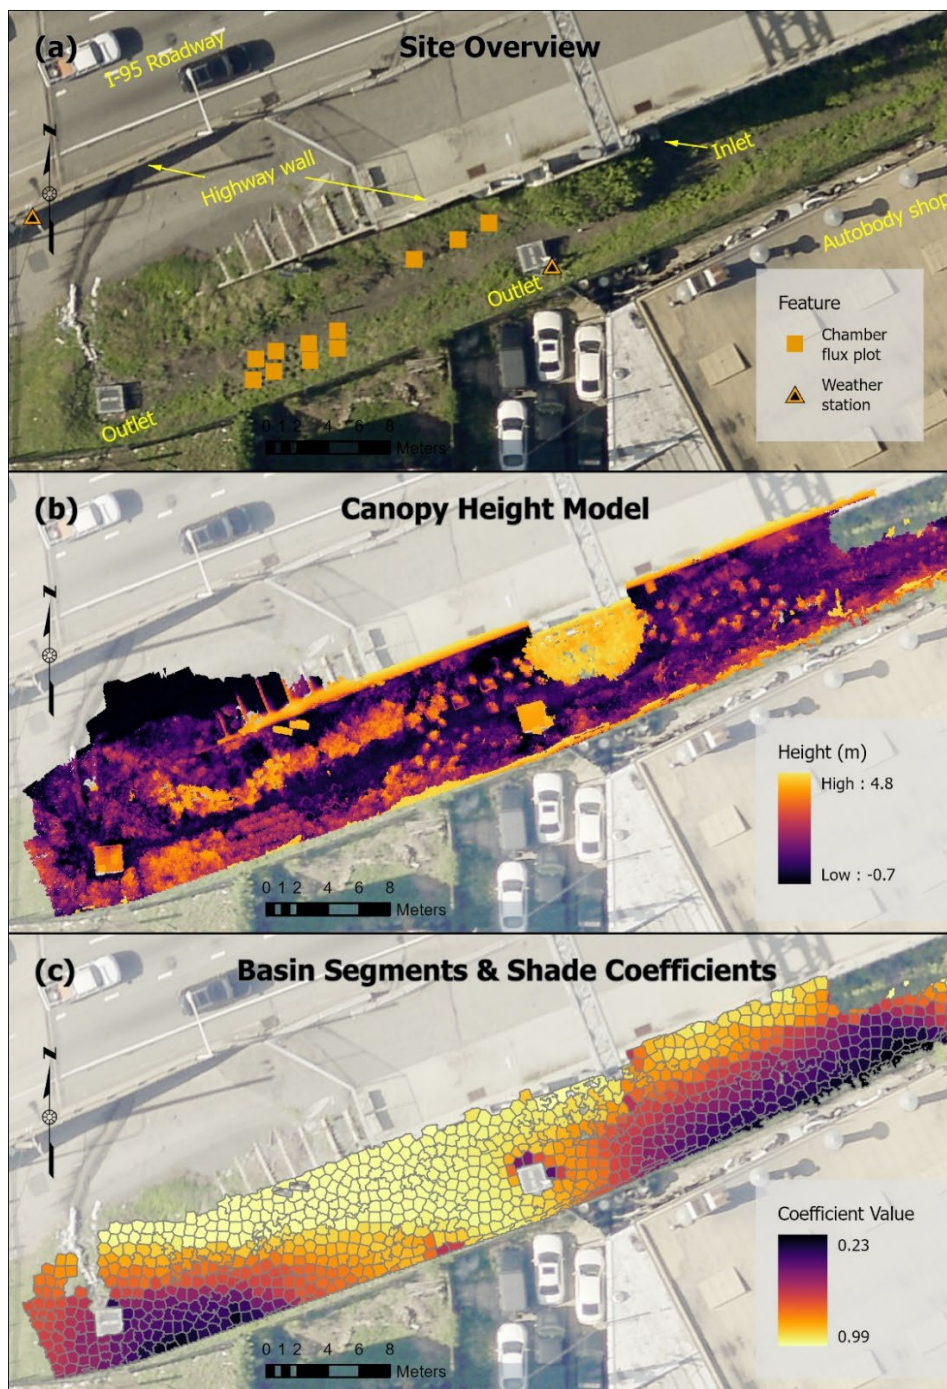 (a)
Site Overview
I-95 Roadway
N
Highway wall
Inlet
Autobody shop
Outlet
Feature
Chamber
flux plot
Weather
station
Outlet
0 1 2 4 6 8
Meters
(b)
Canopy Height Model
N
Height (m)
High : 4.8
Low : -0.7
0 1 2 4 6 8
Meters
(c)
Basin Segments & Shade Coefficients
N
Coefficient Value
0.23
0.99
0 1 2 4 6 8
Meters